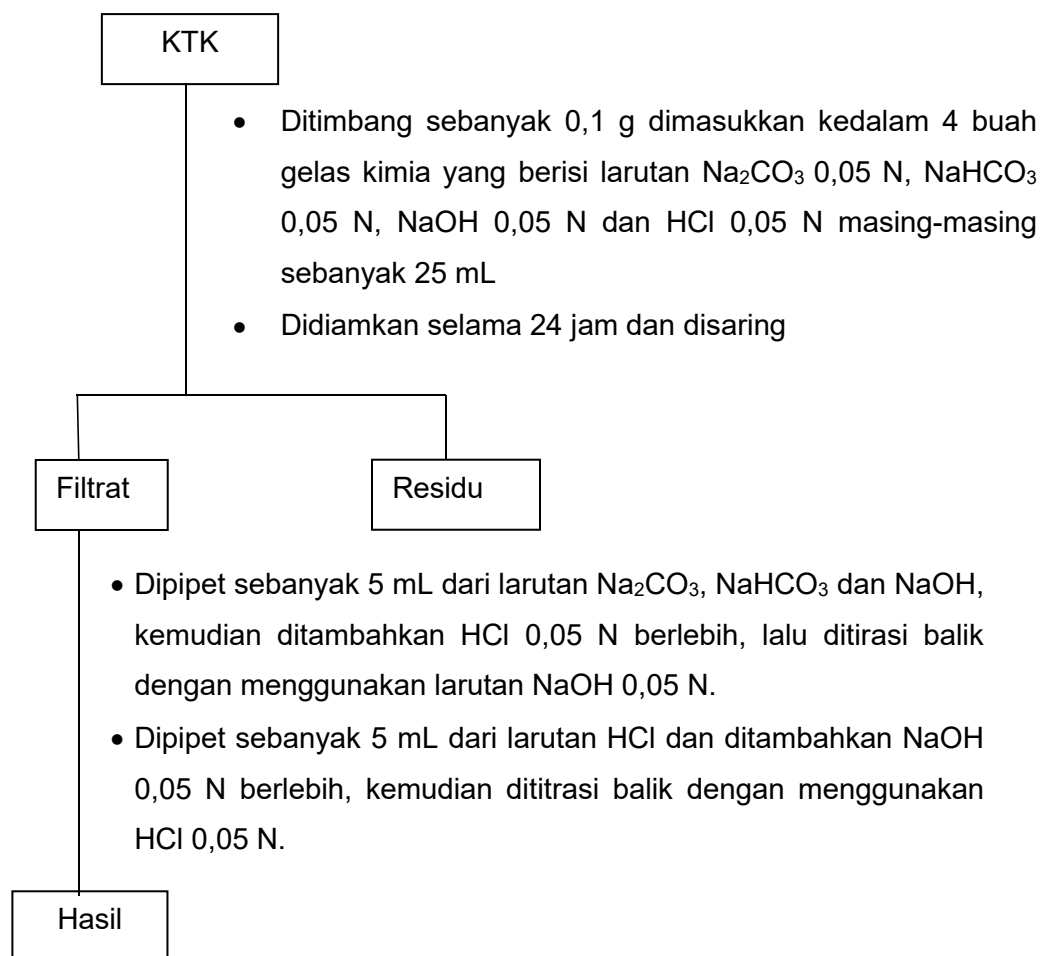 KTK
• Ditimbang sebanyak 0,1 g dimasukkan kedalam 4 buah
gelas kimia yang berisi larutan Na₂CO₃ 0,05 N, NaHCO₃
0,05 N, NaOH 0,05 N dan HCl 0,05 N masing-masing
sebanyak 25 mL
• Didiamkan selama 24 jam dan disaring
Filtrat
Residu
• Dipipet sebanyak 5 mL dari larutan Na₂CO₃, NaHCO₃ dan NaOH,
kemudian ditambahkan HCl 0,05 N berlebih, lalu ditirasi balik
dengan menggunakan larutan NaOH 0,05 N.
• Dipipet sebanyak 5 mL dari larutan HCl dan ditambahkan NaOH
0,05 N berlebih, kemudian dititrasi balik dengan menggunakan
HCl 0,05 N.
Hasil